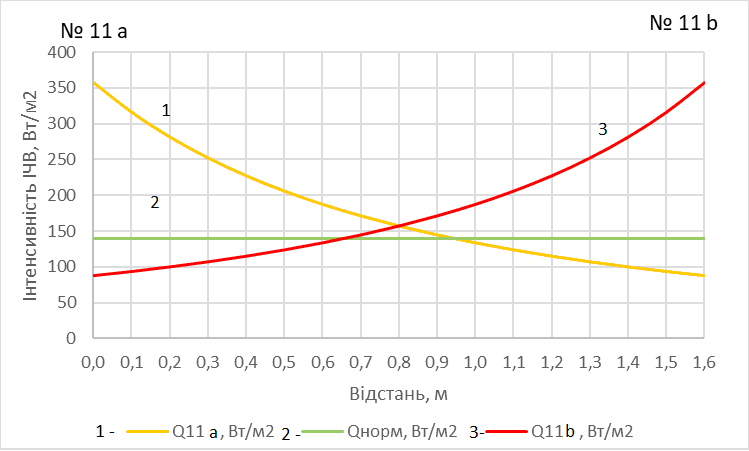 № 11 a
№ 11 b
400
350
300
250
200
150
100
50
0
Інтенсивність ІЧВ, Вт/м2
1
2
3
0,0 0,1 0,2 0,3 0,4 0,5 0,6 0,7 0,8 0,9 1,0 1,1 1,2 1,3 1,4 1,5 1,6
Відстань, м
1 - Q11 a , Вт/м2 2 - Qнорм, Вт/м2 3- Q11b , Вт/м2